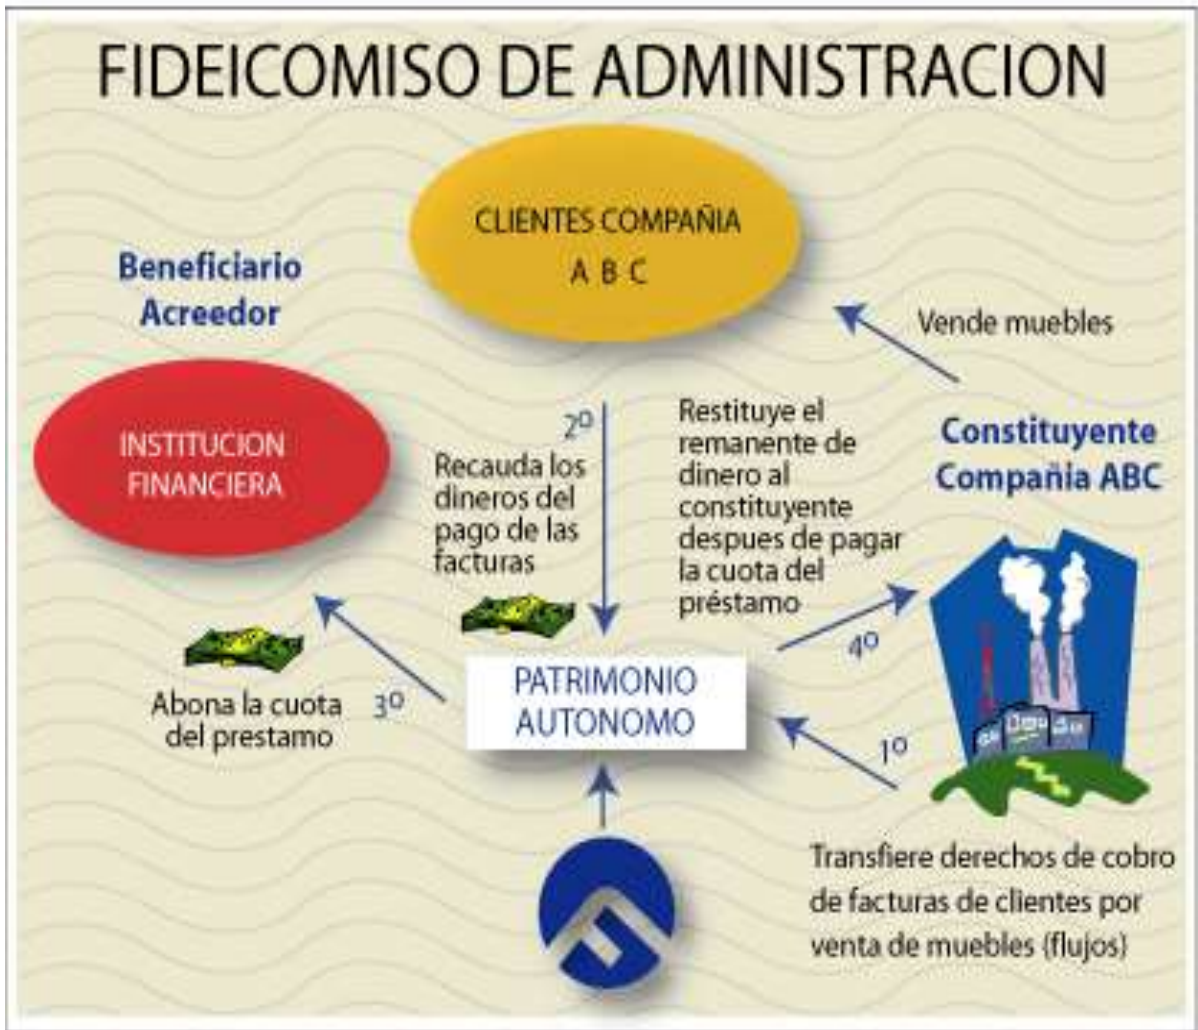 FIDEICOMISO DE ADMINISTRACION
CLIENTES COMPAÑIA
A B C
Beneficiario
Acreedor
Vende muebles
INSTITUCION
FINANCIERA
2º
Recauda los
dineros del
pago de las
facturas
Restituye el
remanente de
dinero al
constituyente
despues de pagar
la cuota del
préstamo
Constituyente
Compañia ABC
Abona la cuota
del prestamo
3º
PATRIMONIO
AUTONOMO
4º
1º
Transfiere derechos de cobro
de facturas de clientes por
venta de muebles (flujos)